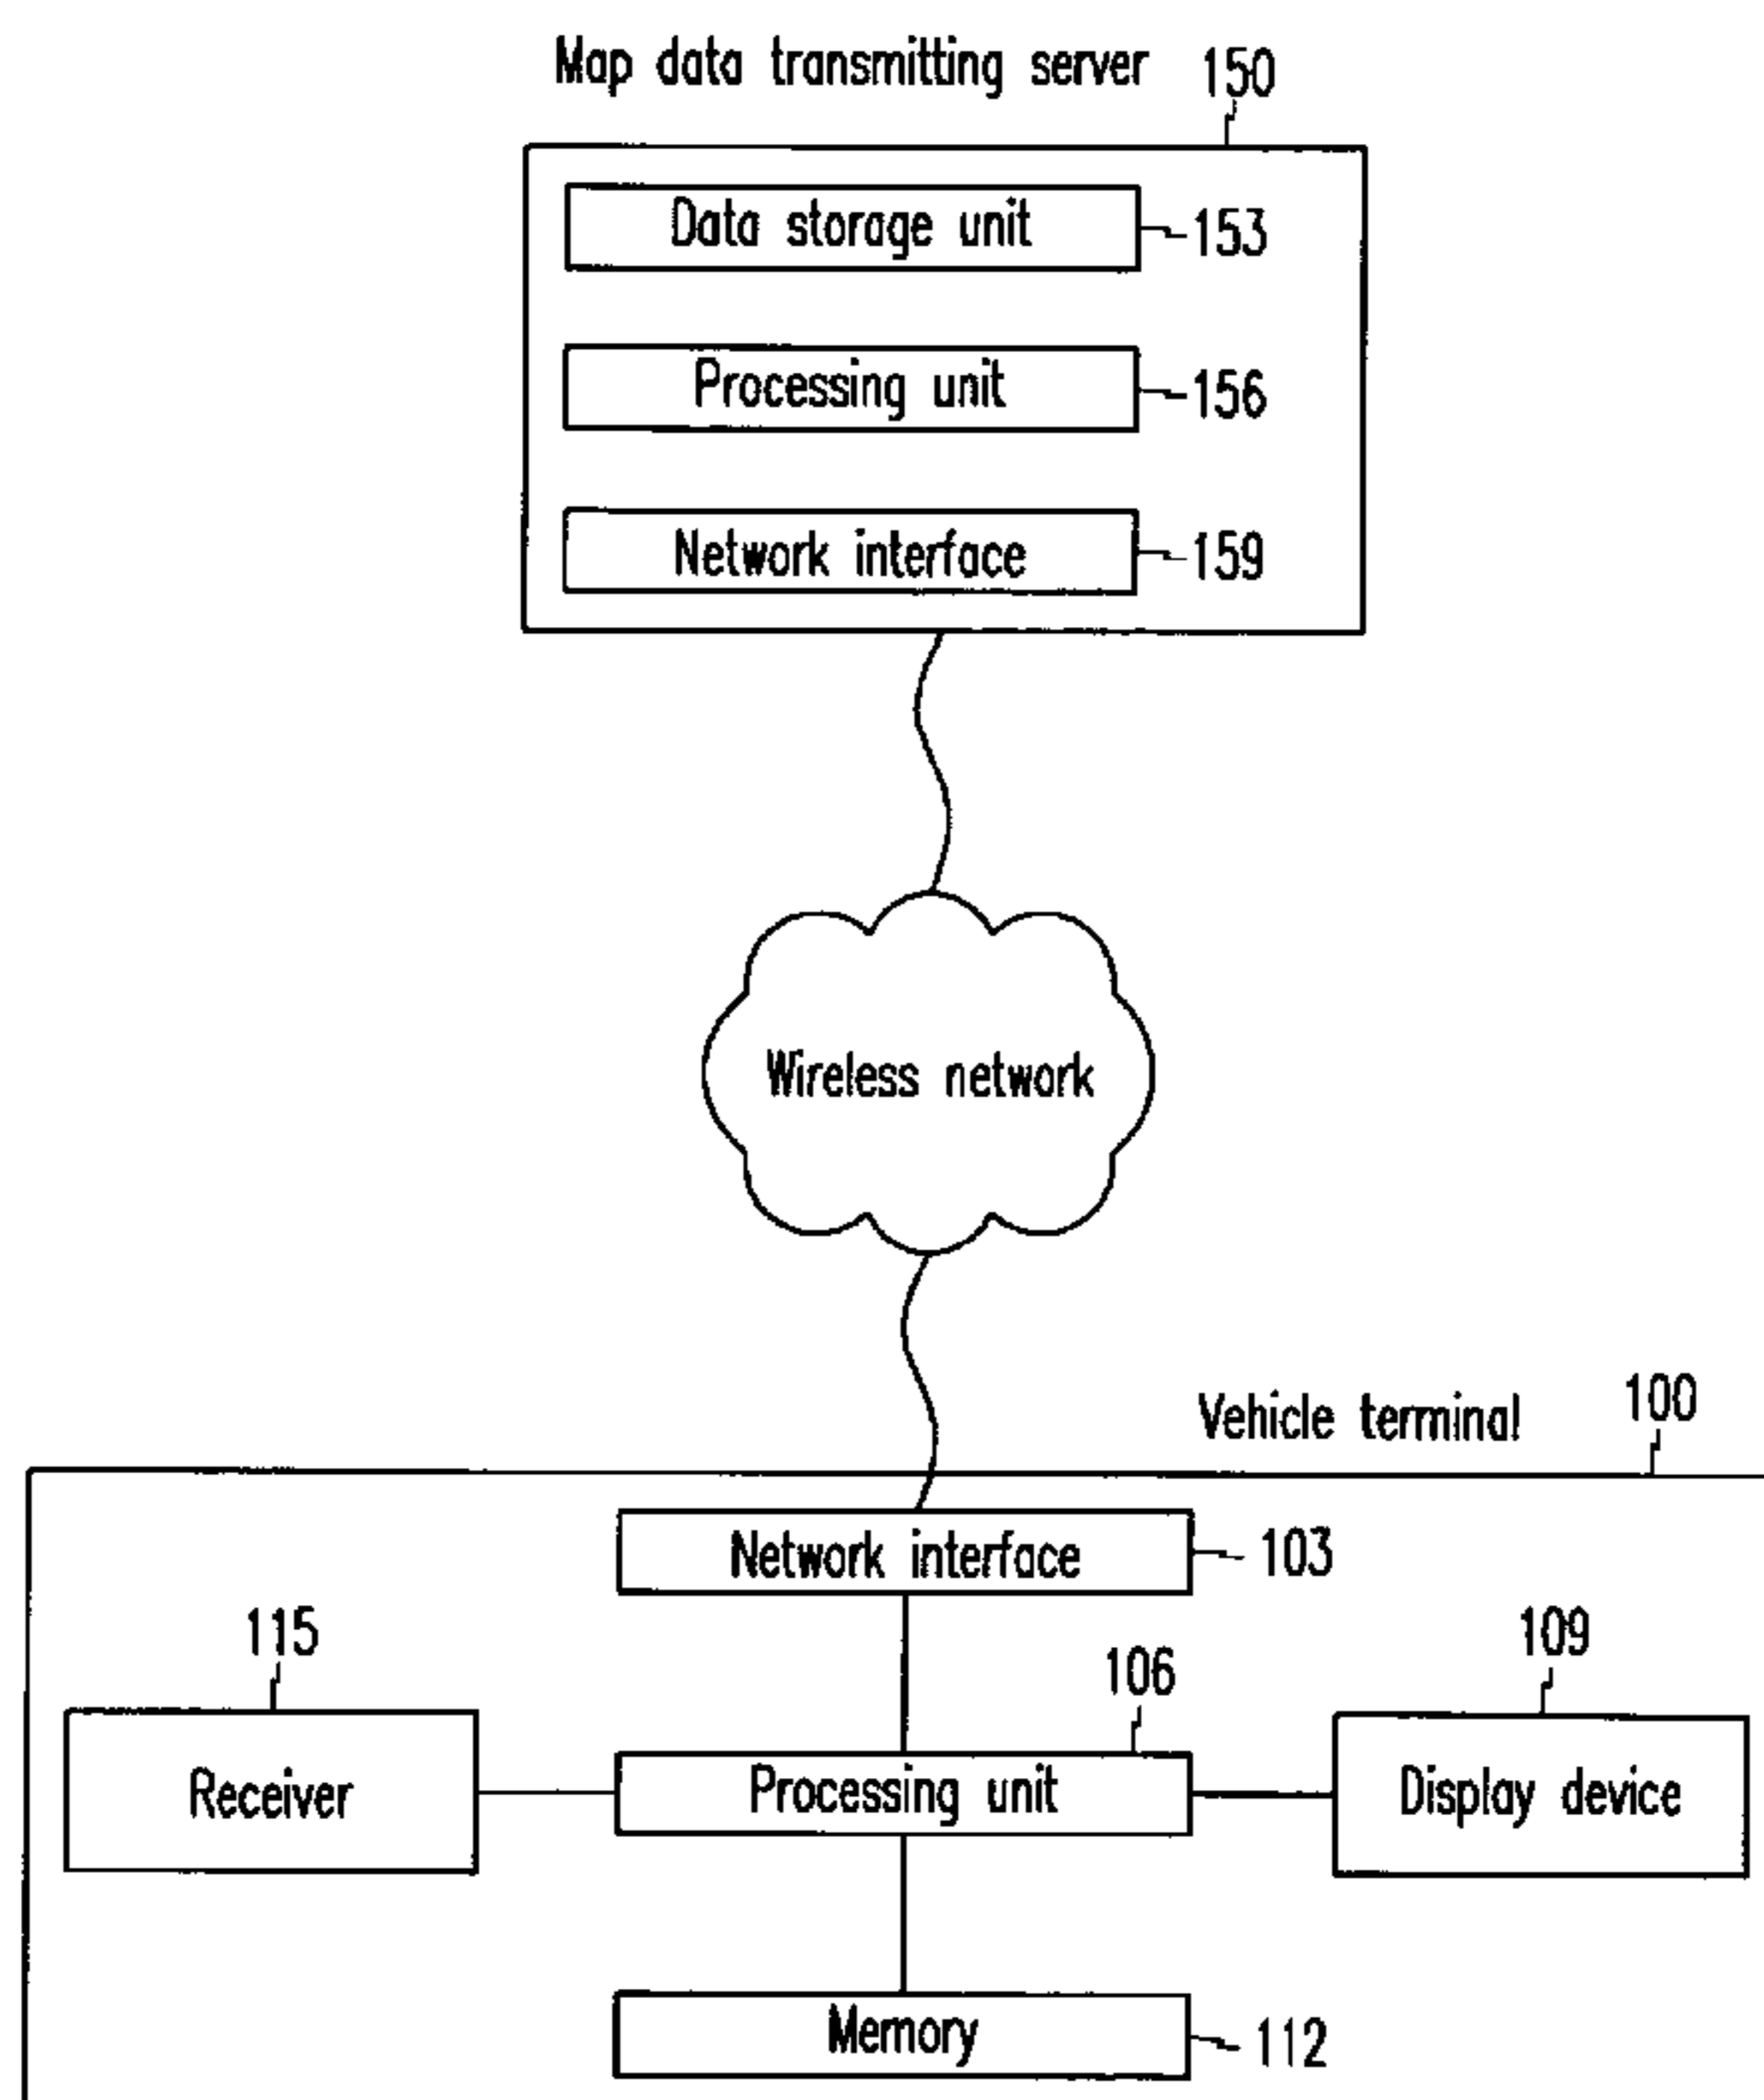 Map data transmitting server 150
Data storage unit 153
Processing unit 156
Network interface 159
Wireless network
Vehicle terminal 100
Network interface 103
115
106
109
Receiver
Processing unit
Display device
Memory 112